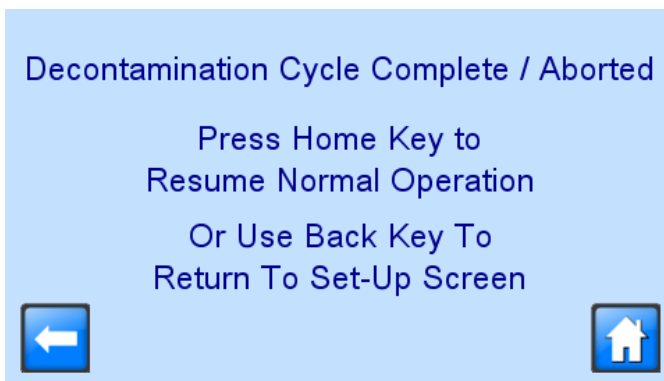 Decontamination Cycle Complete / Aborted
Press Home Key to
Resume Normal Operation
Or Use Back Key To
Return To Set-Up Screen